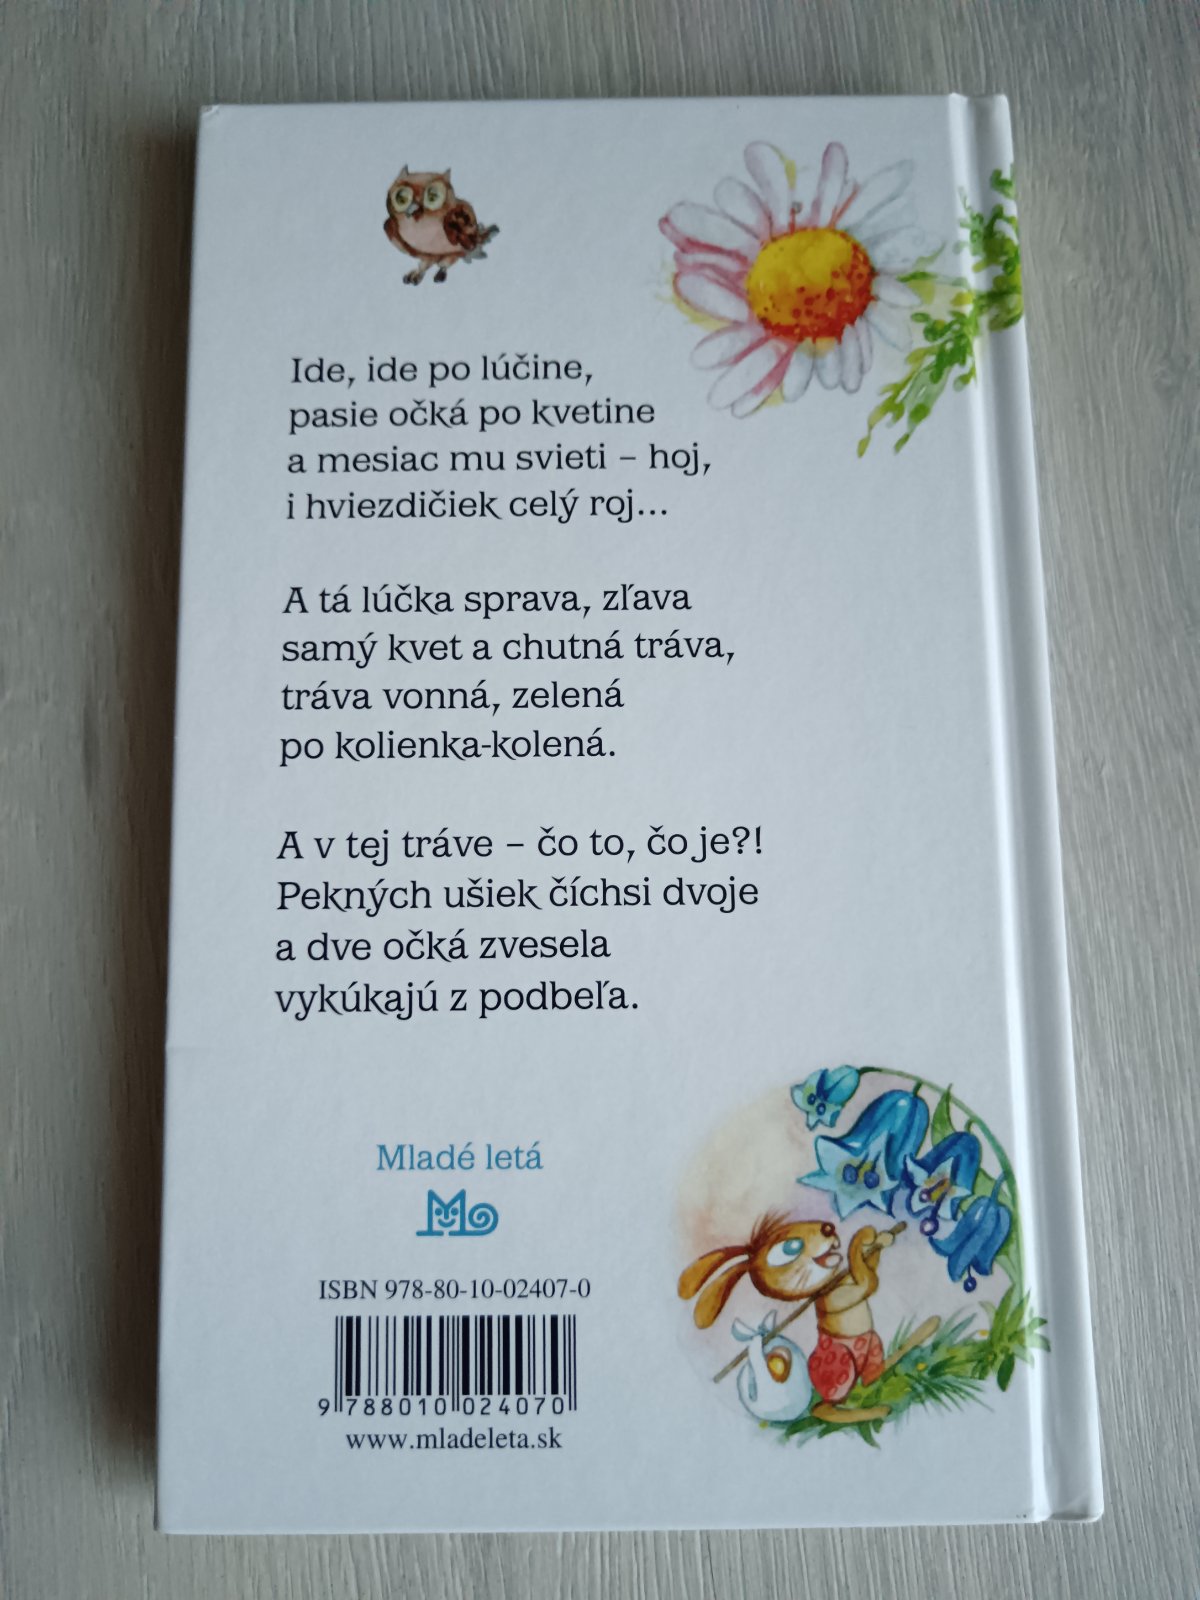 Ide, ide po lúčine,
pasie očká po kvetine
a mesiac mu svieti – hoj,
i hviezdičiek celý roj...
A tá lúčka sprava, zľava
samý kvet a chutná tráva,
tráva vonná, zelená
po kolienka-kolená.
A v tej tráve – čo to, čo je?!
Pekných ušiek číchsi dvoje
a dve očká zvesela
vykúkajú z podbeľa.
Mladé letá
ISBN 978-80-10-02407-0
9 788010 024070
www.mladeleta.sk